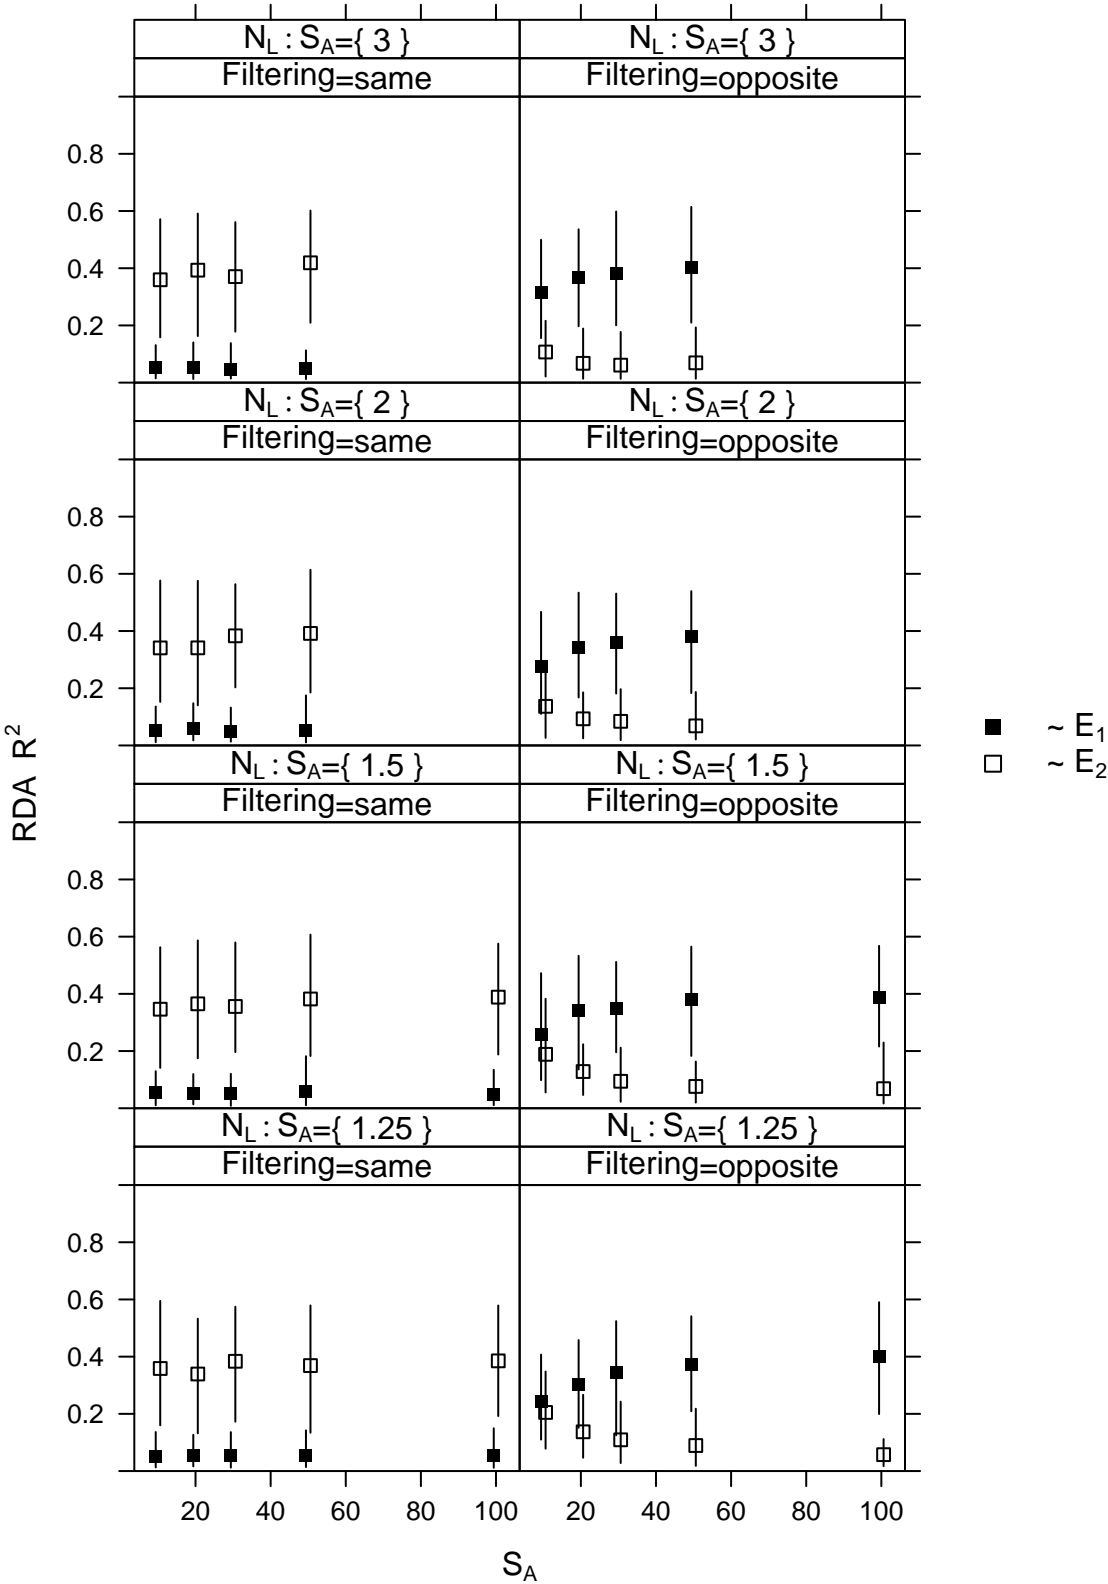 N_L : S_A={ 3 } N_L : S_A={ 3 }
Filtering=same Filtering=opposite
0.8
0.6
0.4
0.2
N_L : S_A={ 2 } N_L : S_A={ 2 }
Filtering=same Filtering=opposite
0.8
0.6
0.4
0.2
N_L : S_A={ 1.5 } N_L : S_A={ 1.5 }
Filtering=same Filtering=opposite
0.8
0.6
0.4
0.2
N_L : S_A={ 1.25 } N_L : S_A={ 1.25 }
Filtering=same Filtering=opposite
0.8
0.6
0.4
0.2
20 40 60 80 100 20 40 60 80 100
S_A
RDA R²
~ E₁
~ E₂